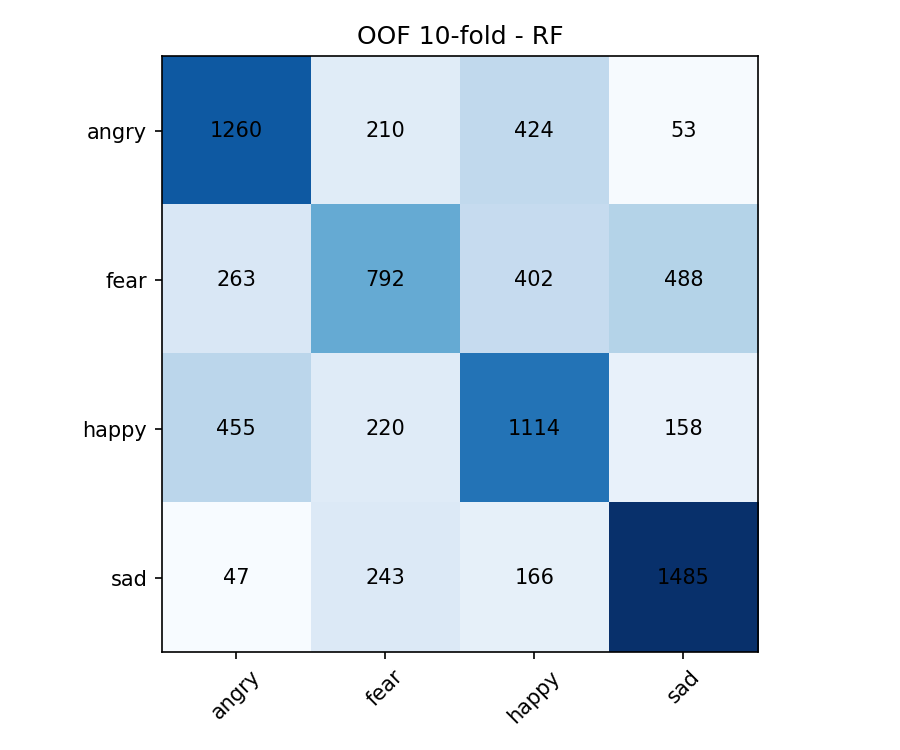 OOF 10-fold - RF
angry 1260 210 424 53
fear 263 792 402 488
happy 455 220 1114 158
sad 47 243 166 1485
angry fear happy sad